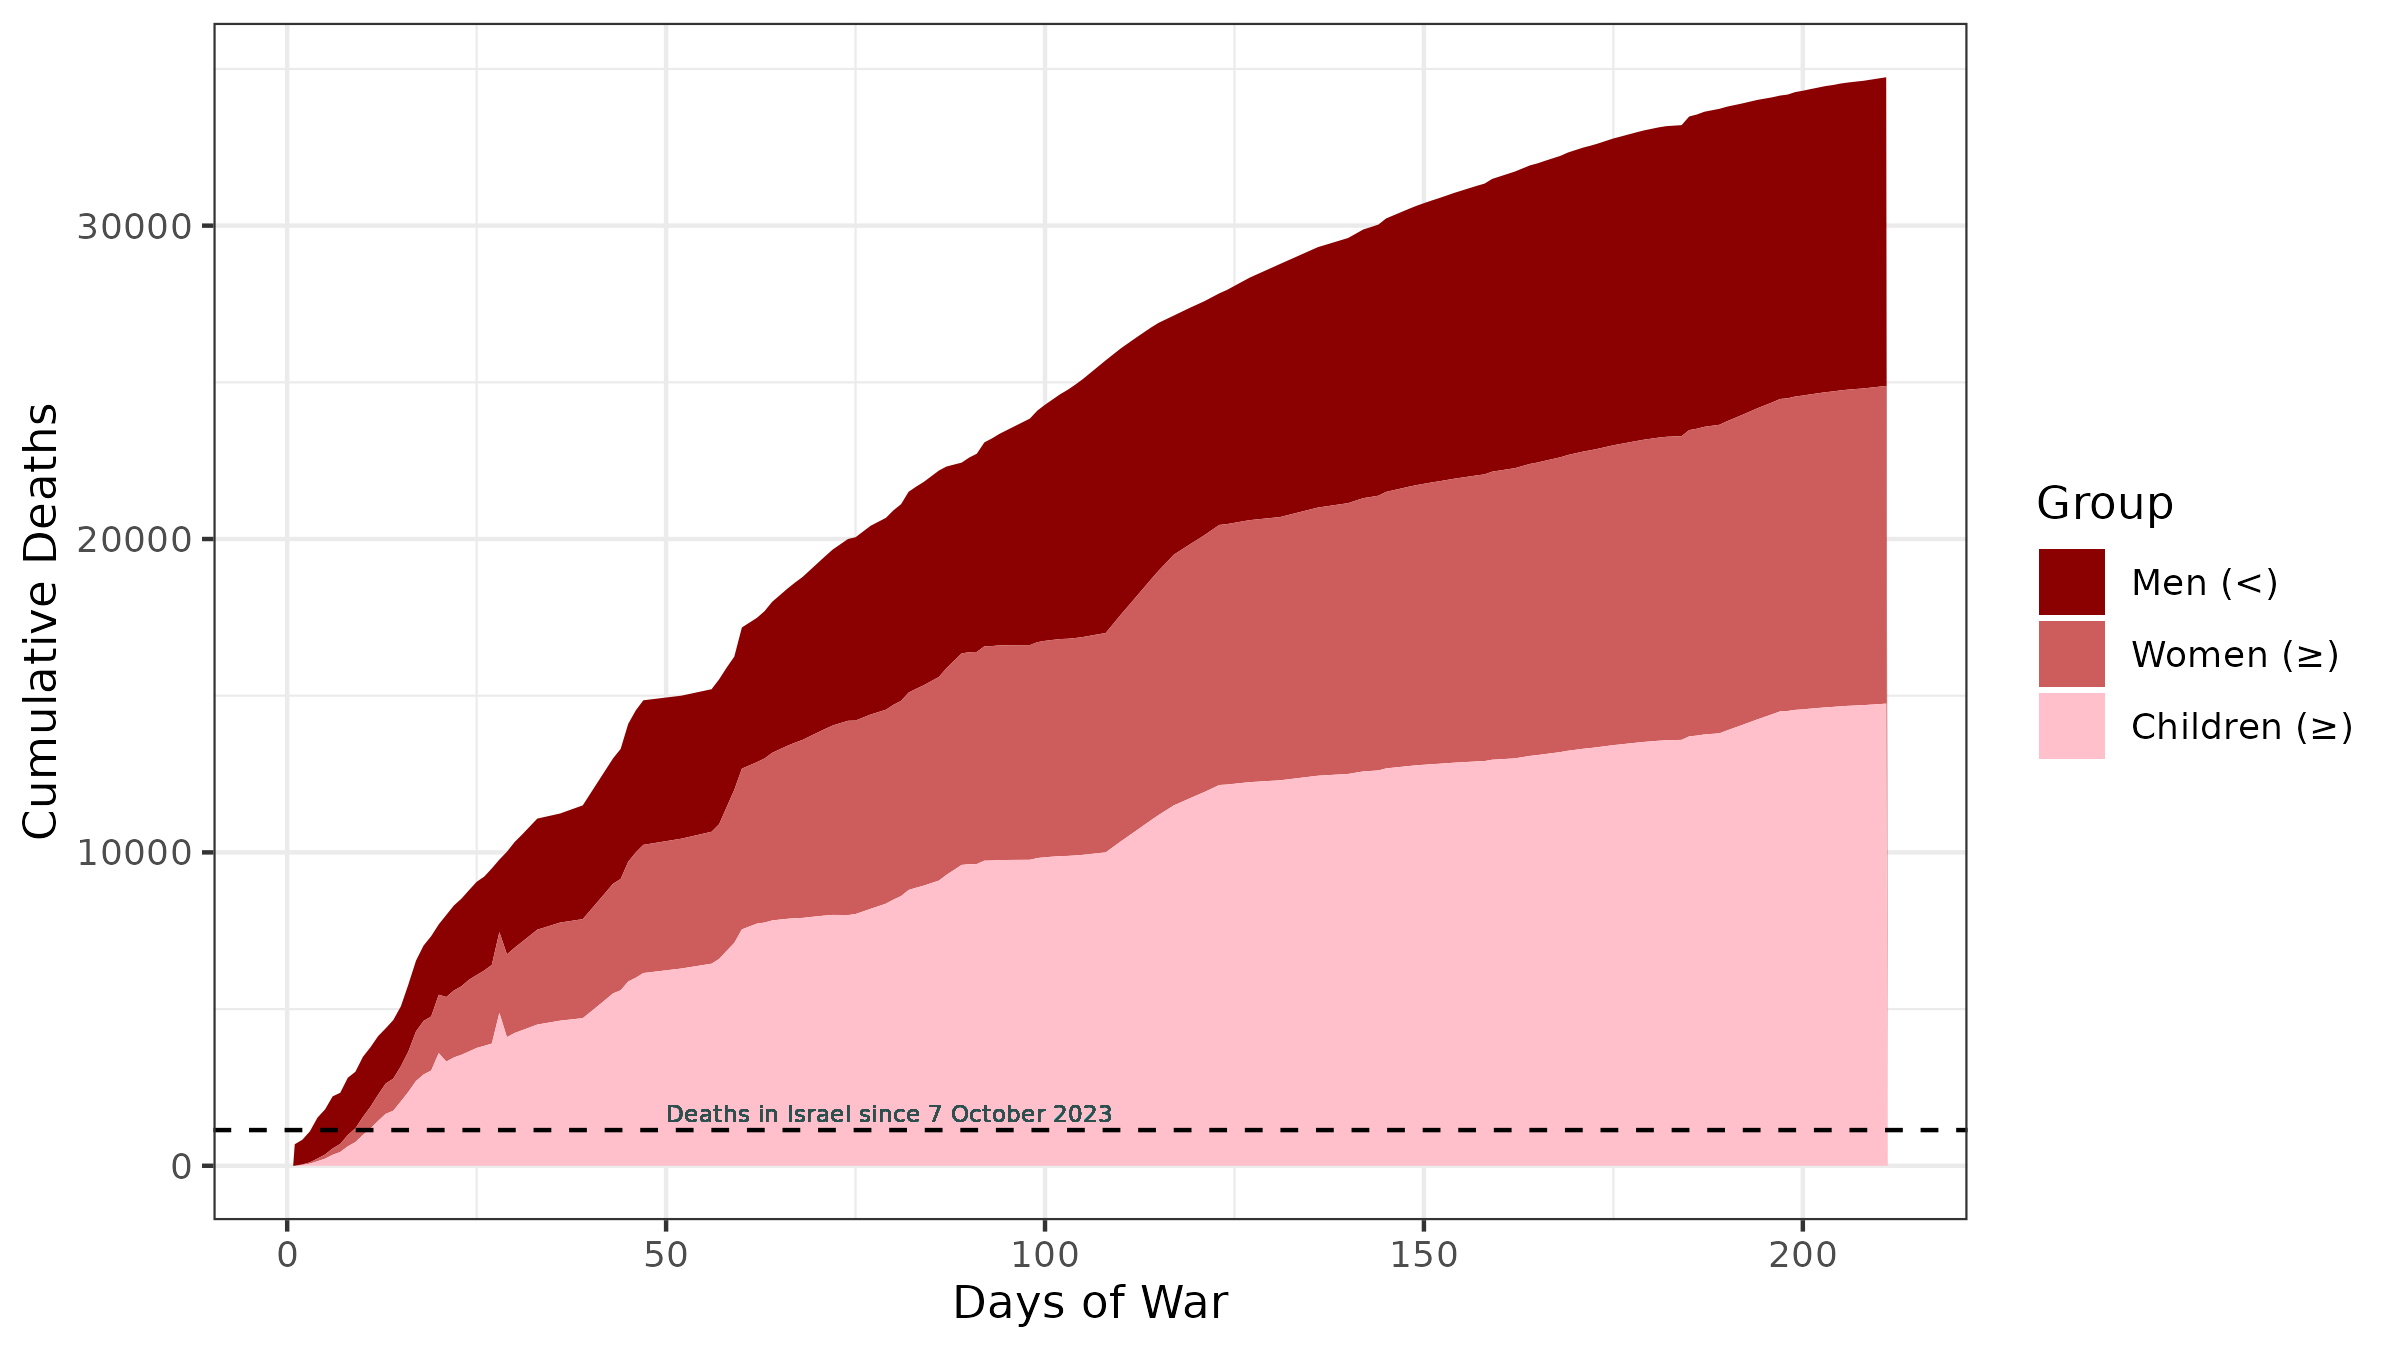 Cumulative Deaths
30000
20000
10000
0
Deaths in Israel since 7 October 2023
0 50 100 150 200
Days of War
Group
Men (<)
Women (≥)
Children (≥)